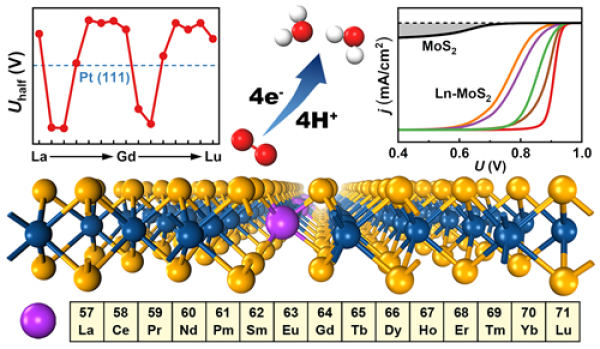 U_half (V)
Pt (111)
La → Gd → Lu
4e⁻
4H⁺
j (mA/cm²)
MoS₂
Ln-MoS₂
0.4 0.6 0.8 1.0
U (V)
57 58 59 60 61 62 63 64 65 66 67 68 69 70 71
La Ce Pr Nd Pm Sm Eu Gd Tb Dy Ho Er Tm Yb Lu